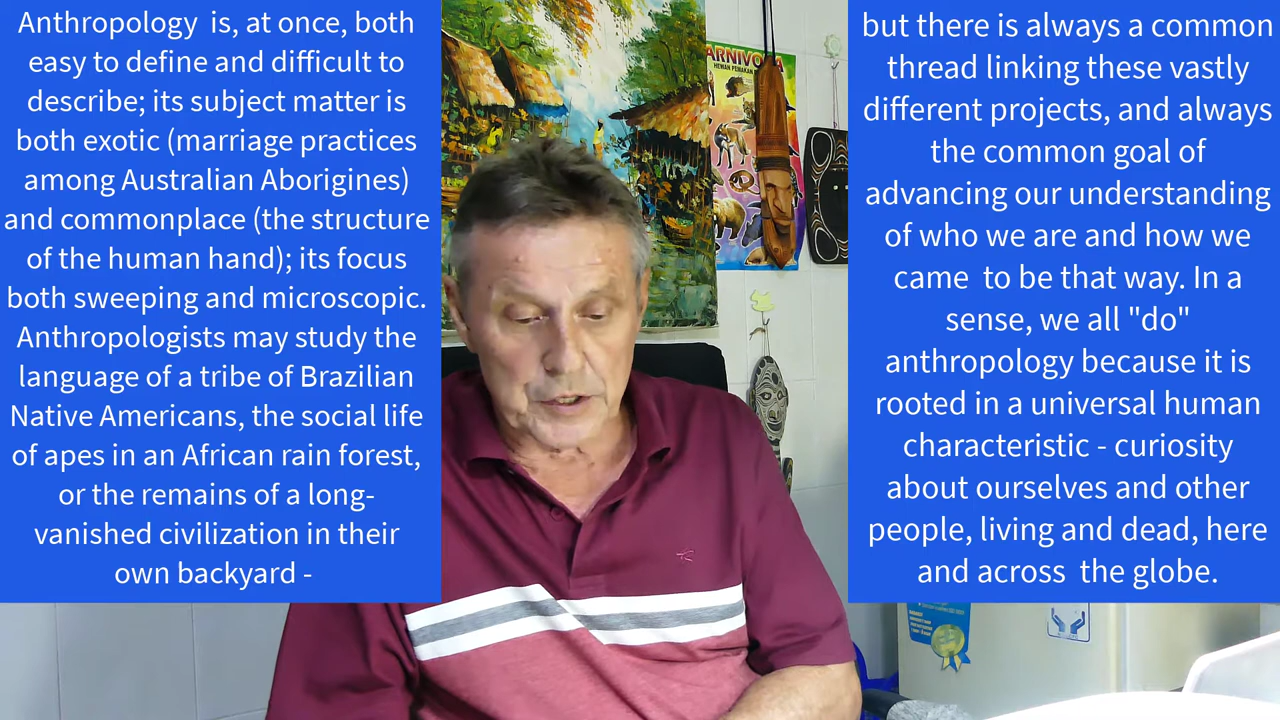 Anthropology is, at once, both
easy to define and difficult to
describe; its subject matter is
both exotic (marriage practices
among Australian Aborigines)
and commonplace (the structure
of the human hand); its focus
both sweeping and microscopic.
Anthropologists may study the
language of a tribe of Brazilian
Native Americans, the social life
of apes in an African rain forest,
or the remains of a long-
vanished civilization in their
own backyard -
but there is always a common
thread linking these vastly
different projects, and always
the common goal of
advancing our understanding
of who we are and how we
came to be that way. In a
sense, we all "do"
anthropology because it is
rooted in a universal human
characteristic - curiosity
about ourselves and other
people, living and dead, here
and across the globe.
ARNIVO
HEWAN PEMAKAN